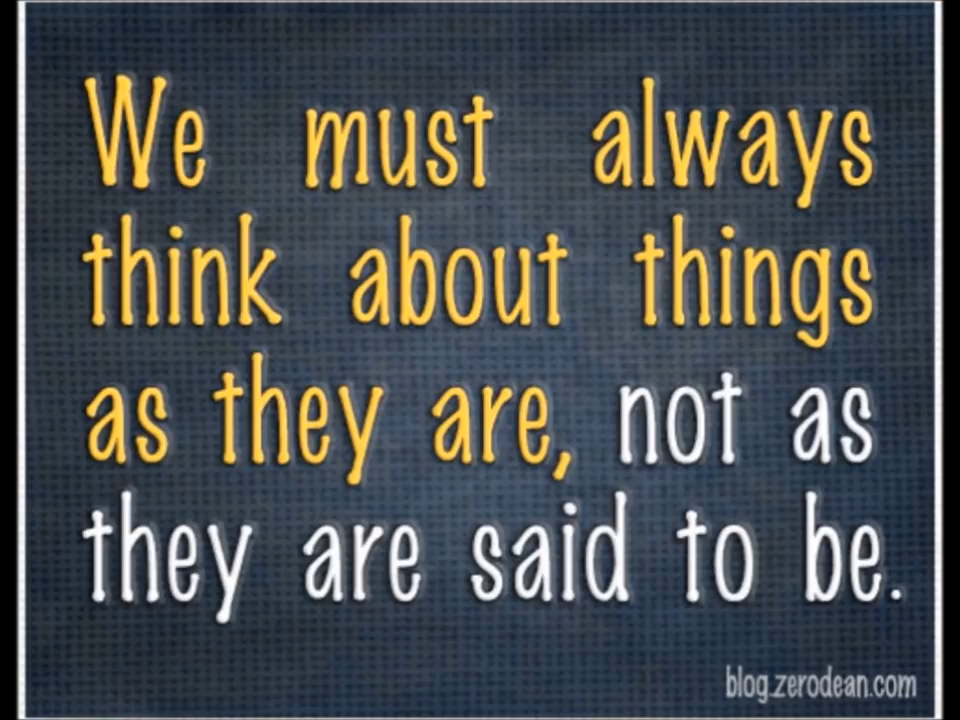 We must always
think about things
as they are, not as
they are said to be.
blog.zerodean.com